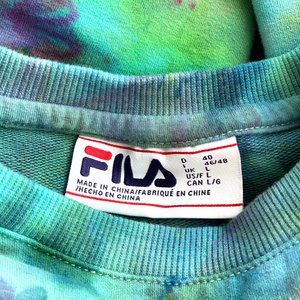 FILA
D 40
I 46/48
UK L
US/F L
CAN L/G
MADE IN CHINA/FABRIQUÉ EN CHINE
/HECHO EN CHINA